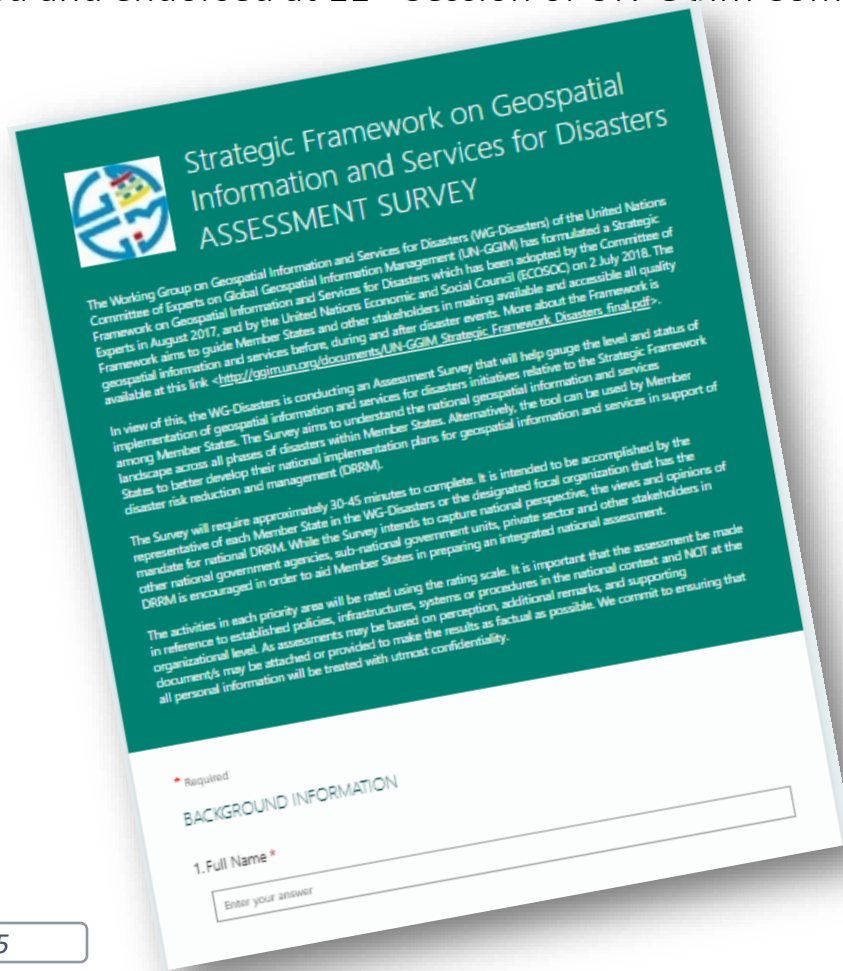 Strategic Framework on Geospatial
Information and Services for Disasters
ASSESSMENT SURVEY
The Working Group on Geospatial Information and Services for Disasters (WG-Disasters) of the United Nations
Committee of Experts on Global Geospatial Information Management (UN-GGIM) has formulated a Strategic
Framework on Geospatial Information and Services for Disasters which has been adopted by the Committee of
Experts in August 2017, and by the United Nations Economic and Social Council (ECOSOC) on 2 July 2018. The
Framework aims to guide Member States and other stakeholders in making available and accessible all quality
geospatial information and services before, during and after disaster events. More about the Framework is
available at this link <http://ggim.un.org/documents/UN-GGIM_Strategic_Framework_Disasters_final.pdf>.
In view of this, the WG-Disasters is conducting an Assessment Survey that will help gauge the level and status of
implementation of geospatial information and services for disasters initiatives relative to the Strategic Framework
among Member States. The Survey aims to understand the national geospatial information and services
landscape across all phases of disasters within Member States. Alternatively, the tool can be used by Member
States to better develop their national implementation plans for geospatial information and services in support of
disaster risk reduction and management (DRRM).
The Survey will require approximately 30-45 minutes to complete. It is intended to be accomplished by the
representative of each Member State in the WG-Disasters or the designated focal organization that has the
mandate for national DRRM. While the Survey intends to capture national perspective, the views and opinions of
other national government agencies, sub-national government units, private sector and other stakeholders in
DRRM is encouraged in order to aid Member States in preparing an integrated national assessment.
The activities in each priority area will be rated using the rating scale. It is important that the assessment be made
in reference to established policies, infrastructures, systems or procedures in the national context and NOT at the
organizational level. As assessments may be based on perception, additional remarks, and supporting
document/s may be attached or provided to make the results as factual as possible. We commit to ensuring that
all personal information will be treated with utmost confidentiality.
* Required
BACKGROUND INFORMATION
1. Full Name *
Enter your answer
5